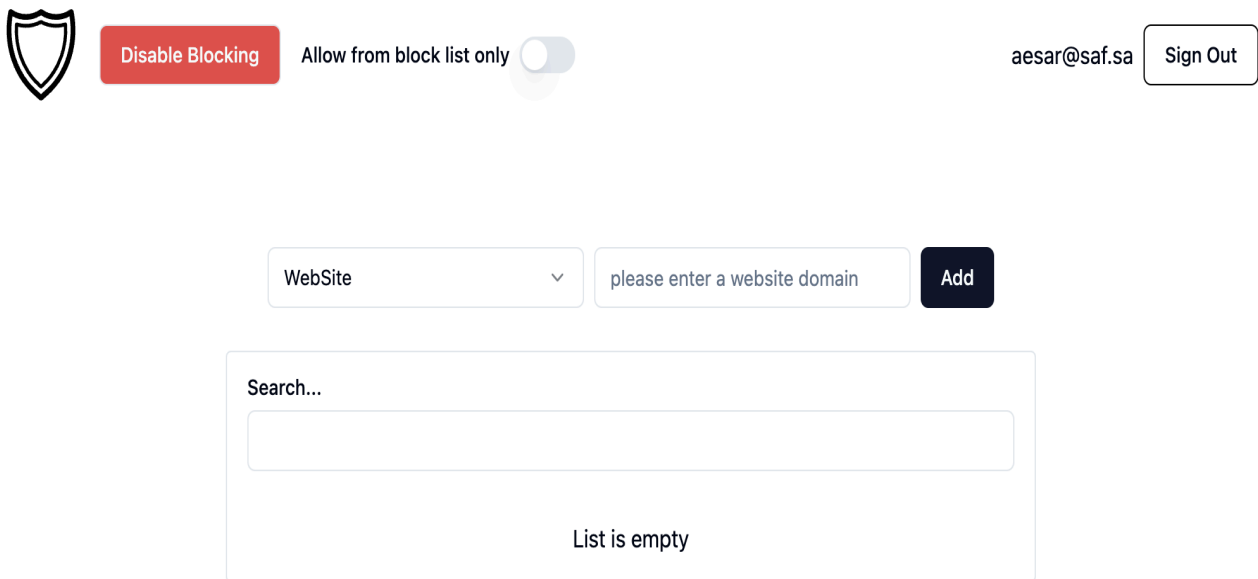 Disable Blocking Allow from block list only aesar@saf.sa Sign Out
WebSite please enter a website domain Add
Search...
List is empty